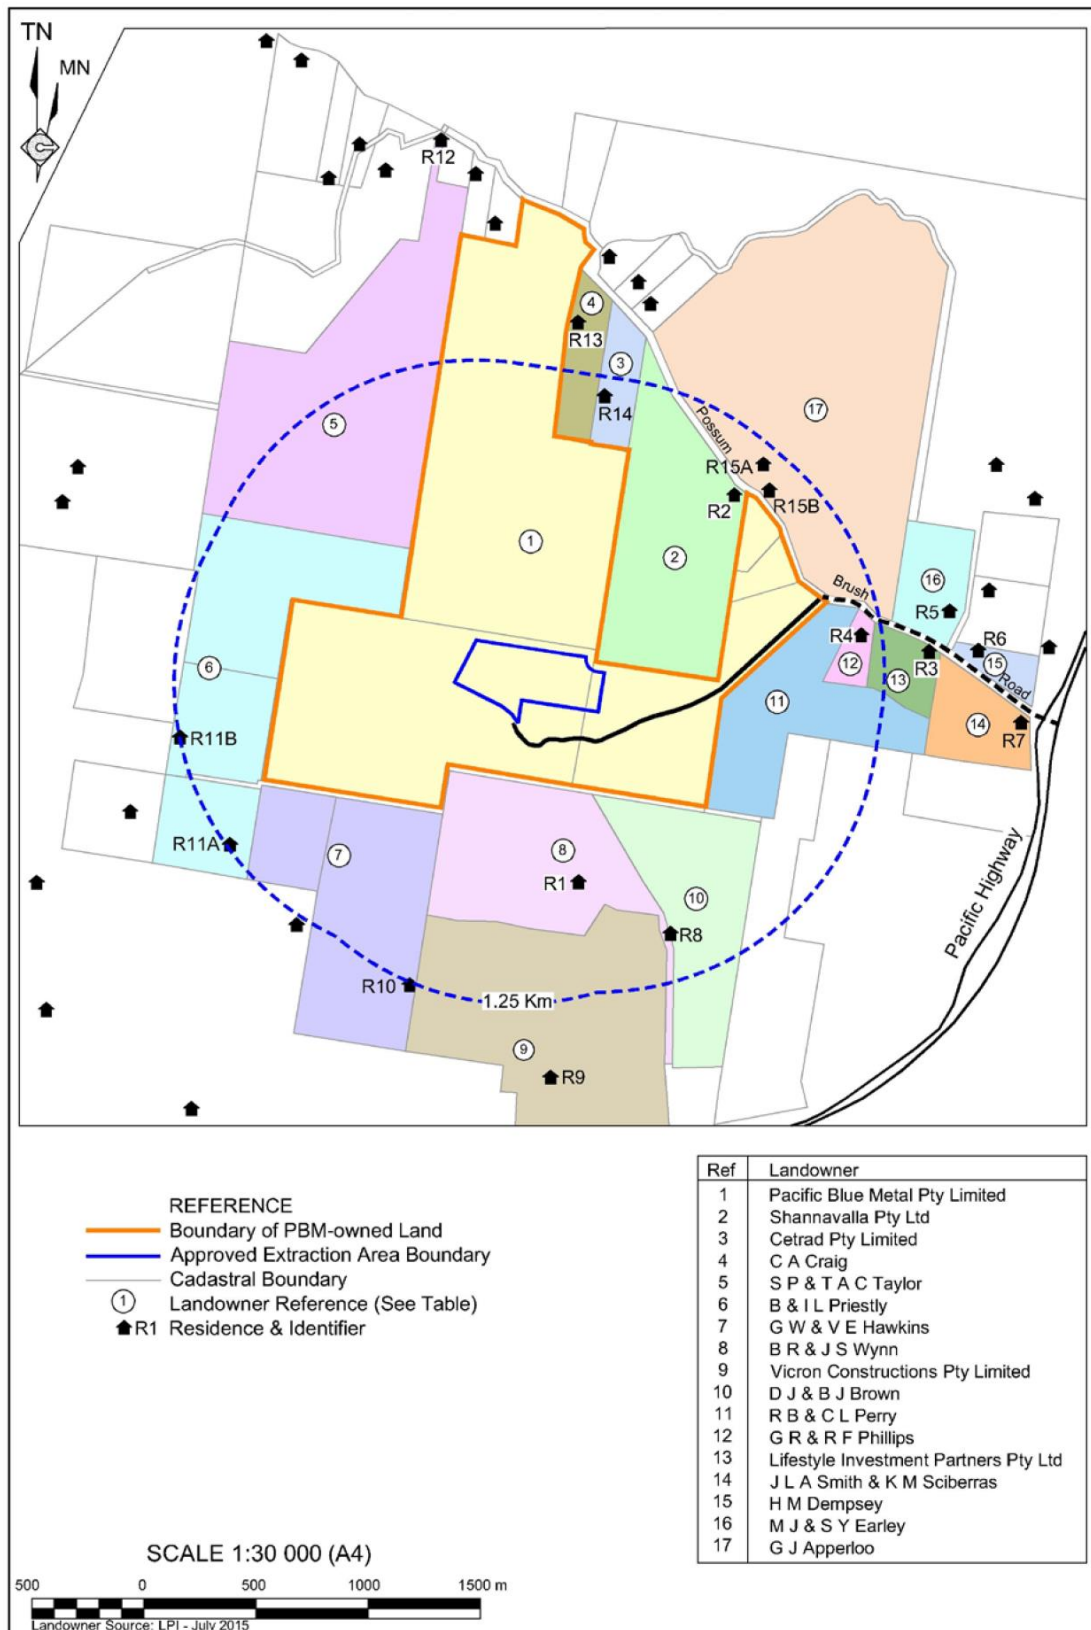 TN
MN
R12
4
R13
3
R14
5
17
Possum
R15A
R15B
R2
1
2
16
Brush
R5
R4
R6
12
R3
15
13
Road
6
11
14
R7
R11B
R11A
7
8
R1
10
R8
Pacific Highway
R10
1.25 Km
9
R9
REFERENCE
Boundary of PBM-owned Land
Approved Extraction Area Boundary
Cadastral Boundary
1 Landowner Reference (See Table)
R1 Residence & Identifier
Ref Landowner
1 Pacific Blue Metal Pty Limited
2 Shannavalla Pty Ltd
3 Cetrad Pty Limited
4 C A Craig
5 S P & T A C Taylor
6 B & I L Priestly
7 G W & V E Hawkins
8 B R & J S Wynn
9 Vicron Constructions Pty Limited
10 D J & B J Brown
11 R B & C L Perry
12 G R & R F Phillips
13 Lifestyle Investment Partners Pty Ltd
14 J L A Smith & K M Sciberras
15 H M Dempsey
16 M J & S Y Earley
17 G J Apperloo
SCALE 1:30 000 (A4)
500 0 500 1000 1500 m
Landowner Source: LPI - July 2015